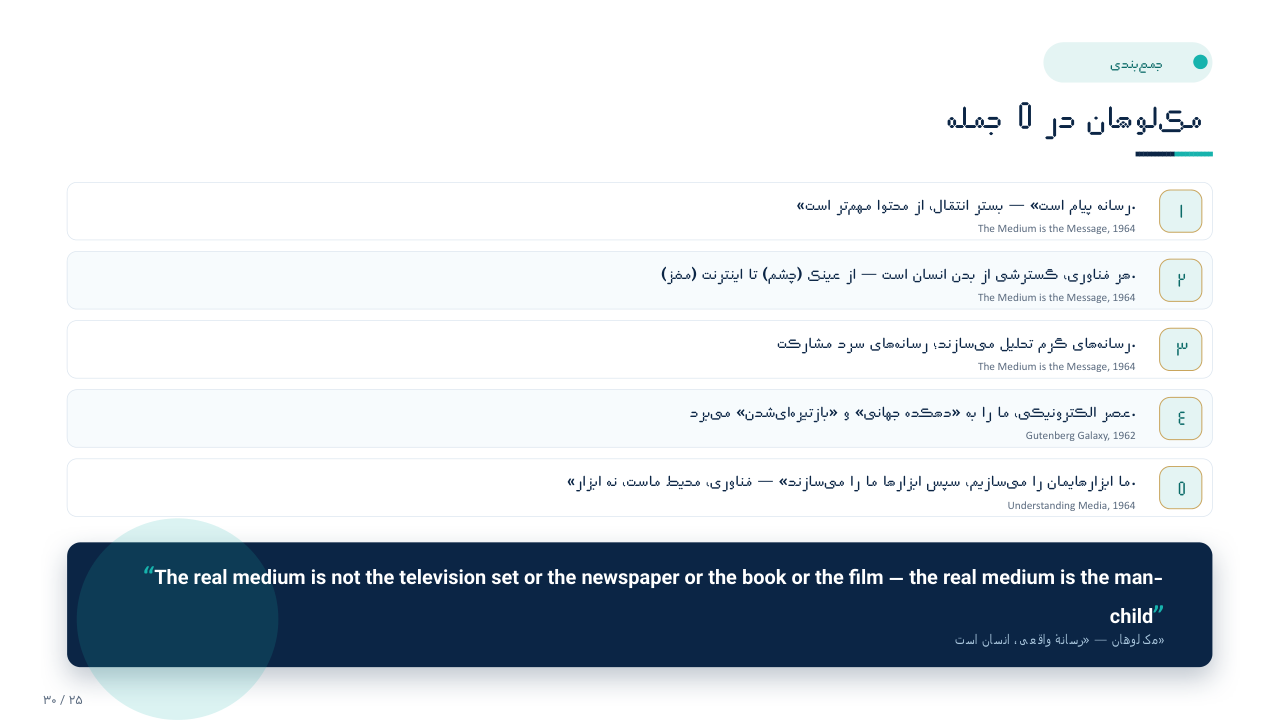 جمع‌بندی
مک‌لوهان در ۵ جمله
۱
«رسانه پیام است» — بستر انتقال، از محتوا مهم‌تر است.
The Medium is the Message, 1964
۲
هر فناوری، گسترشی از بدن انسان است — از عینک (چشم) تا اینترنت (مغز).
The Medium is the Message, 1964
۳
رسانه‌های گرم تحلیل می‌سازند؛ رسانه‌های سرد مشارکت.
The Medium is the Message, 1964
٤
عصر الکترونیکی، ما را به «دهکده جهانی» و «بازتیره‌ای‌شدن» می‌برد.
Gutenberg Galaxy, 1962
۵
«ما ابزارهایمان را می‌سازیم، سپس ابزارها ما را می‌سازند» — فناوری، محیط ماست، نه ابزار.
Understanding Media, 1964
“The real medium is not the television set or the newspaper or the book or the film — the real medium is the man-
child”
مک‌لوهان — «رسانهٔ واقعی، انسان است»
۳۰ / ۲۵